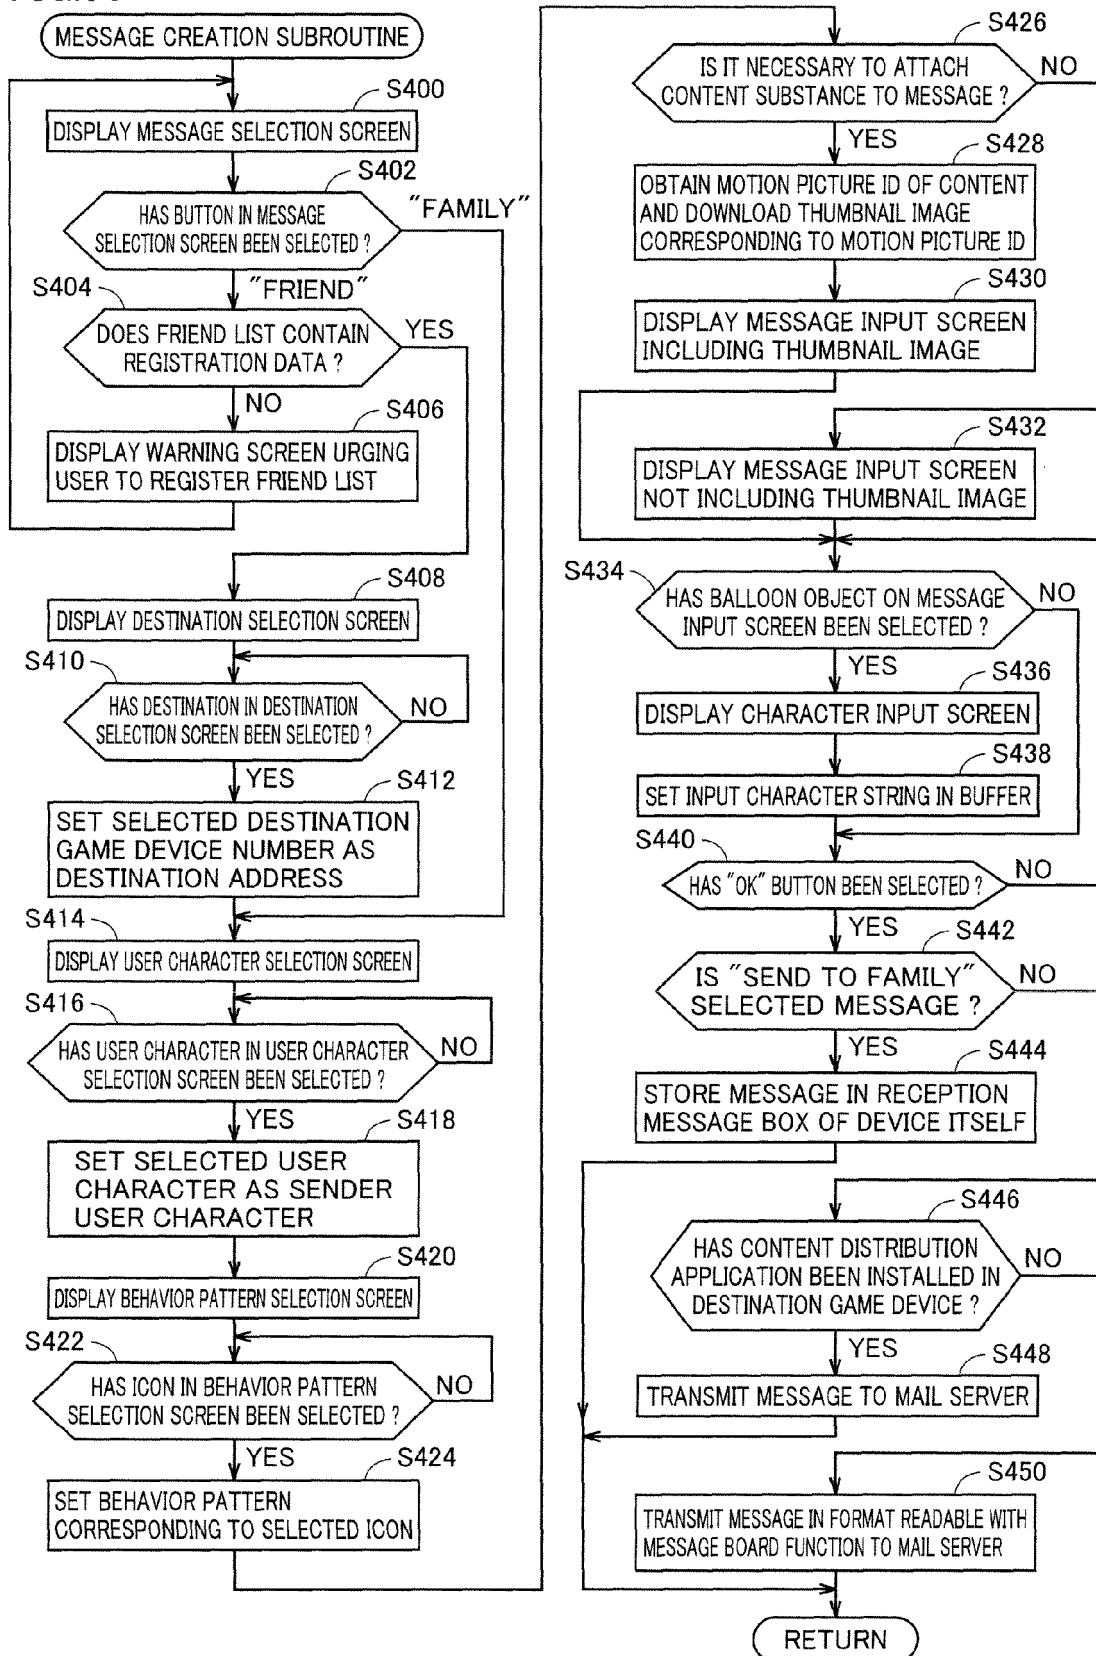 MESSAGE CREATION SUBROUTINE
S400
DISPLAY MESSAGE SELECTION SCREEN
S402
HAS BUTTON IN MESSAGE
SELECTION SCREEN BEEN SELECTED ?
"FAMILY"
"FRIEND"
S404
DOES FRIEND LIST CONTAIN
REGISTRATION DATA ?
YES
NO
S406
DISPLAY WARNING SCREEN URGING
USER TO REGISTER FRIEND LIST
S408
DISPLAY DESTINATION SELECTION SCREEN
S410
HAS DESTINATION IN DESTINATION
SELECTION SCREEN BEEN SELECTED ?
NO
YES
S412
SET SELECTED DESTINATION
GAME DEVICE NUMBER AS
DESTINATION ADDRESS
S414
DISPLAY USER CHARACTER SELECTION SCREEN
S416
HAS USER CHARACTER IN USER CHARACTER
SELECTION SCREEN BEEN SELECTED ?
NO
YES
S418
SET SELECTED USER
CHARACTER AS SENDER
USER CHARACTER
S420
DISPLAY BEHAVIOR PATTERN SELECTION SCREEN
S422
HAS ICON IN BEHAVIOR PATTERN
SELECTION SCREEN BEEN SELECTED ?
NO
YES
S424
SET BEHAVIOR PATTERN
CORRESPONDING TO SELECTED ICON
S426
IS IT NECESSARY TO ATTACH
CONTENT SUBSTANCE TO MESSAGE ?
NO
YES
S428
OBTAIN MOTION PICTURE ID OF CONTENT
AND DOWNLOAD THUMBNAIL IMAGE
CORRESPONDING TO MOTION PICTURE ID
S430
DISPLAY MESSAGE INPUT SCREEN
INCLUDING THUMBNAIL IMAGE
S432
DISPLAY MESSAGE INPUT SCREEN
NOT INCLUDING THUMBNAIL IMAGE
S434
HAS BALLOON OBJECT ON MESSAGE
INPUT SCREEN BEEN SELECTED ?
NO
YES
S436
DISPLAY CHARACTER INPUT SCREEN
S438
SET INPUT CHARACTER STRING IN BUFFER
S440
HAS "OK" BUTTON BEEN SELECTED ?
NO
YES
S442
IS "SEND TO FAMILY"
SELECTED MESSAGE ?
NO
YES
S444
STORE MESSAGE IN RECEPTION
MESSAGE BOX OF DEVICE ITSELF
S446
HAS CONTENT DISTRIBUTION
APPLICATION BEEN INSTALLED IN
DESTINATION GAME DEVICE ?
NO
YES
S448
TRANSMIT MESSAGE TO MAIL SERVER
S450
TRANSMIT MESSAGE IN FORMAT READABLE WITH
MESSAGE BOARD FUNCTION TO MAIL SERVER
RETURN